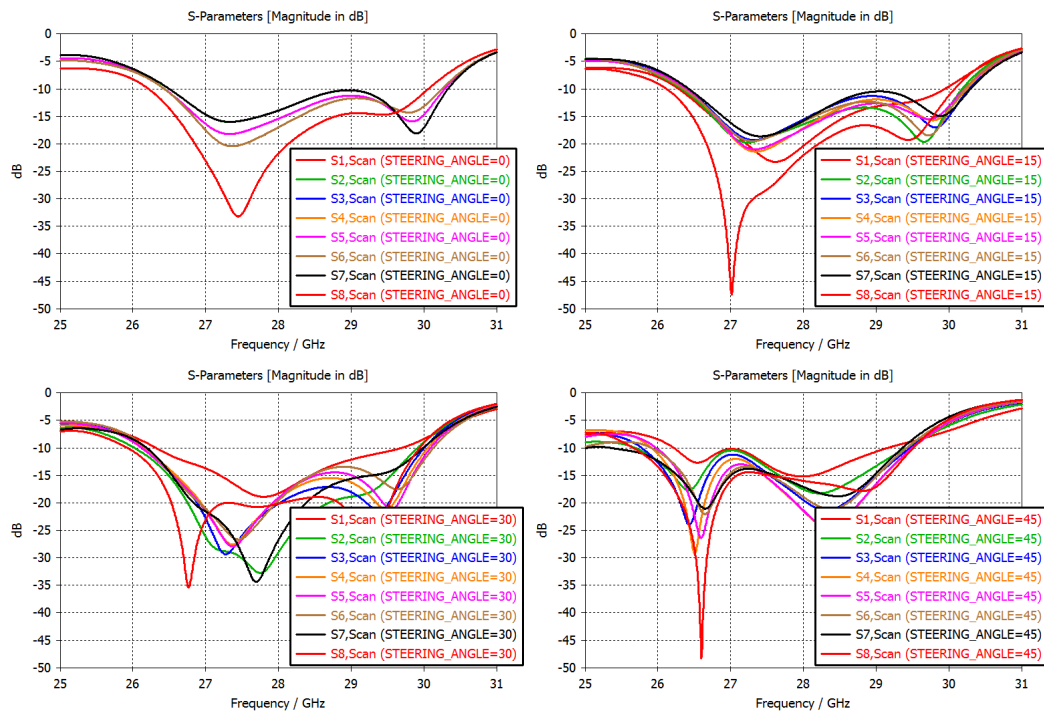 S-Parameters [Magnitude in dB]
0
-5
-10
-15
-20
-25
-30
-35
-40
-45
-50
dB
S1,Scan (STEERING_ANGLE=0)
S2,Scan (STEERING_ANGLE=0)
S3,Scan (STEERING_ANGLE=0)
S4,Scan (STEERING_ANGLE=0)
S5,Scan (STEERING_ANGLE=0)
S6,Scan (STEERING_ANGLE=0)
S7,Scan (STEERING_ANGLE=0)
S8,Scan (STEERING_ANGLE=0)
25 26 27 28 29 30 31
Frequency / GHz
S-Parameters [Magnitude in dB]
0
-5
-10
-15
-20
-25
-30
-35
-40
-45
-50
dB
S1,Scan (STEERING_ANGLE=15)
S2,Scan (STEERING_ANGLE=15)
S3,Scan (STEERING_ANGLE=15)
S4,Scan (STEERING_ANGLE=15)
S5,Scan (STEERING_ANGLE=15)
S6,Scan (STEERING_ANGLE=15)
S7,Scan (STEERING_ANGLE=15)
S8,Scan (STEERING_ANGLE=15)
25 26 27 28 29 30 31
Frequency / GHz
S-Parameters [Magnitude in dB]
0
-5
-10
-15
-20
-25
-30
-35
-40
-45
-50
dB
S1,Scan (STEERING_ANGLE=30)
S2,Scan (STEERING_ANGLE=30)
S3,Scan (STEERING_ANGLE=30)
S4,Scan (STEERING_ANGLE=30)
S5,Scan (STEERING_ANGLE=30)
S6,Scan (STEERING_ANGLE=30)
S7,Scan (STEERING_ANGLE=30)
S8,Scan (STEERING_ANGLE=30)
25 26 27 28 29 30 31
Frequency / GHz
S-Parameters [Magnitude in dB]
0
-5
-10
-15
-20
-25
-30
-35
-40
-45
-50
dB
S1,Scan (STEERING_ANGLE=45)
S2,Scan (STEERING_ANGLE=45)
S3,Scan (STEERING_ANGLE=45)
S4,Scan (STEERING_ANGLE=45)
S5,Scan (STEERING_ANGLE=45)
S6,Scan (STEERING_ANGLE=45)
S7,Scan (STEERING_ANGLE=45)
S8,Scan (STEERING_ANGLE=45)
25 26 27 28 29 30 31
Frequency / GHz